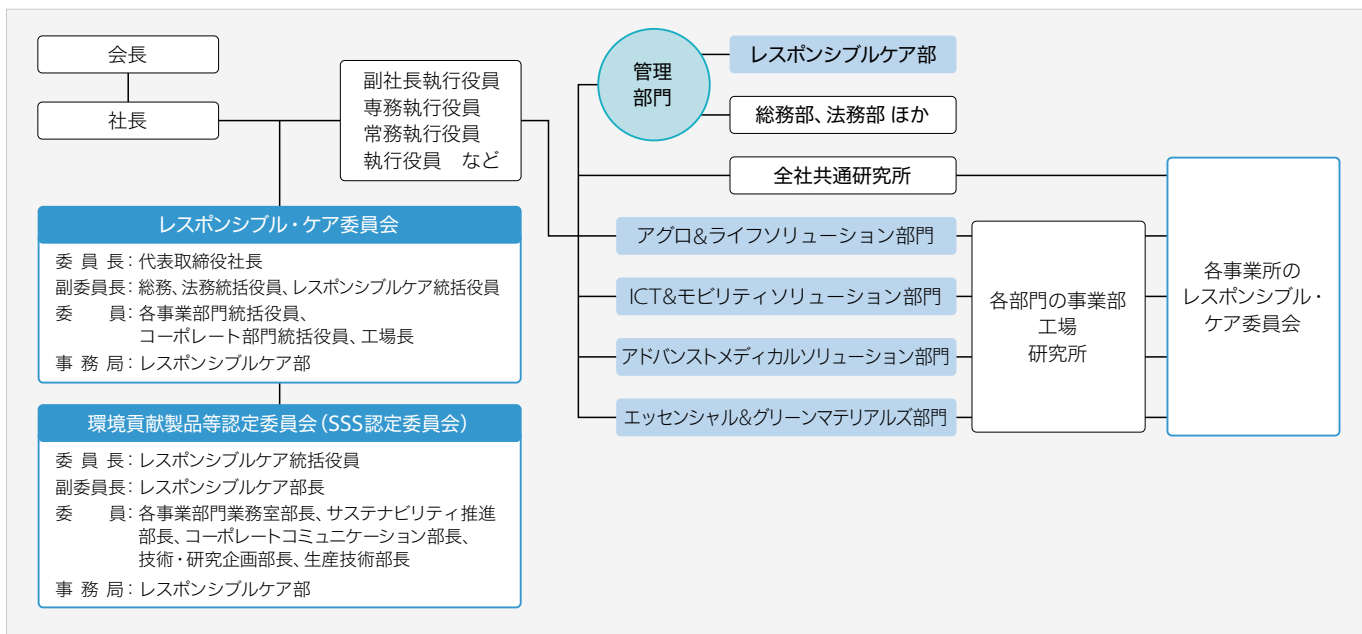 会長
社長
副社長執行役員
専務執行役員
常務執行役員
執行役員　など
レスポンシブル・ケア委員会
委 員 長：代表取締役社長
副委員長：総務、法務統括役員、レスポンシブルケア統括役員
委　　員：各事業部門統括役員、
コーポレート部門統括役員、工場長
事 務 局：レスポンシブルケア部
環境貢献製品等認定委員会（SSS認定委員会）
委 員 長：レスポンシブルケア統括役員
副委員長：レスポンシブルケア部長
委　　員：各事業部門業務室部長、サステナビリティ推進
部長、コーポレートコミュニケーション部長、
技術・研究企画部長、生産技術部長
事 務 局：レスポンシブルケア部
管理
部門
レスポンシブルケア部
総務部、法務部 ほか
全社共通研究所
アグロ&ライフソリューション部門
ICT&モビリティソリューション部門
アドバンストメディカルソリューション部門
エッセンシャル&グリーンマテリアルズ部門
各部門の事業部
工場
研究所
各事業所の
レスポンシブル・
ケア委員会